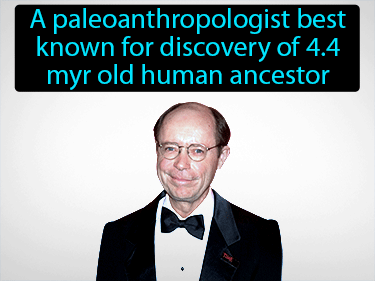 A paleoanthropologist best
known for discovery of 4.4
myr old human ancestor